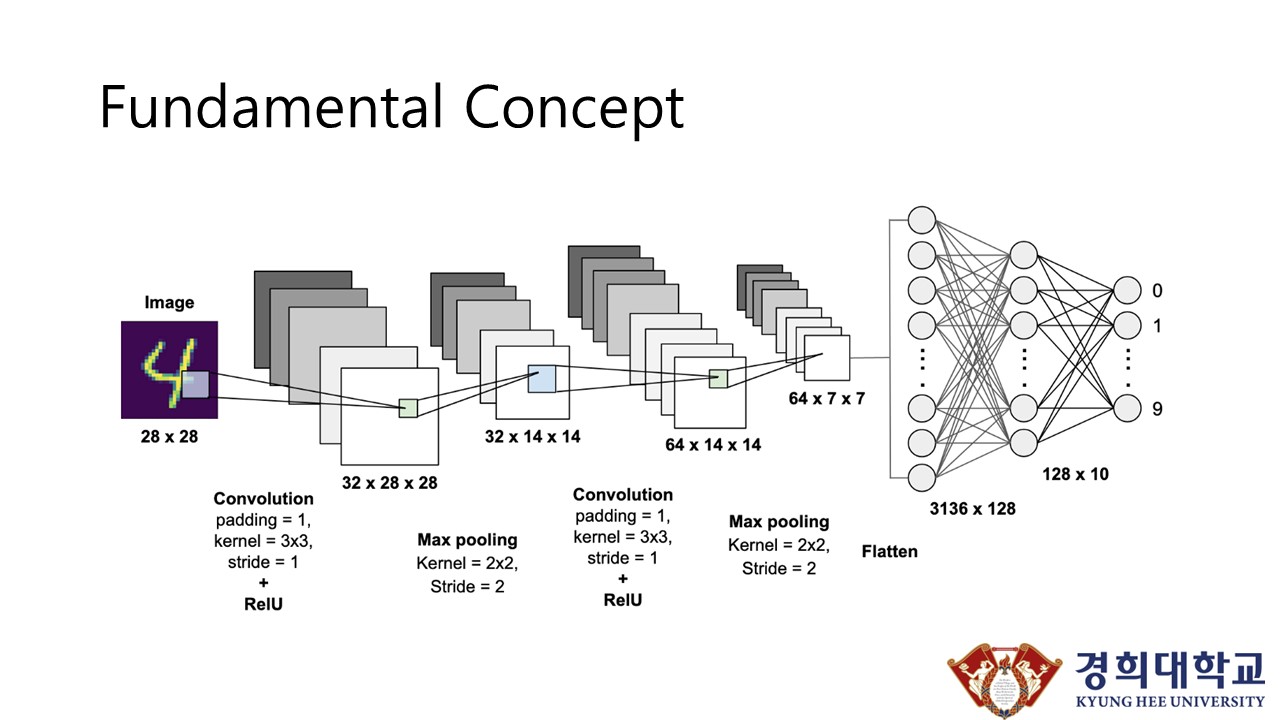 Fundamental Concept
Image
28 x 28
32 x 28 x 28
32 x 14 x 14
64 x 14 x 14
64 x 7 x 7
0
1
9
3136 x 128
128 x 10
Convolution
padding = 1,
kernel = 3x3,
stride = 1
+
RelU
Max pooling
Kernel = 2x2,
Stride = 2
Convolution
padding = 1,
kernel = 3x3,
stride = 1
+
RelU
Max pooling
Kernel = 2x2,
Stride = 2
Flatten
경희대학교
KYUNG HEE UNIVERSITY